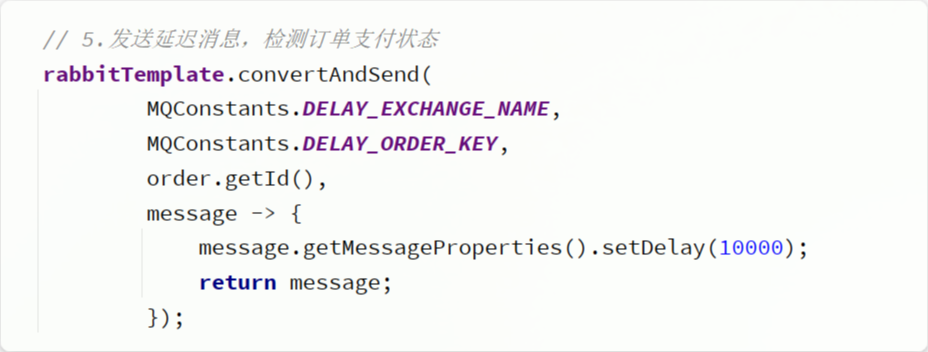 // 5.发送延迟消息，检测订单支付状态
rabbitTemplate.convertAndSend(
        MQConstants.DELAY_EXCHANGE_NAME,
        MQConstants.DELAY_ORDER_KEY,
        order.getId(),
        message -> {
            message.getMessageProperties().setDelay(10000);
            return message;
        });